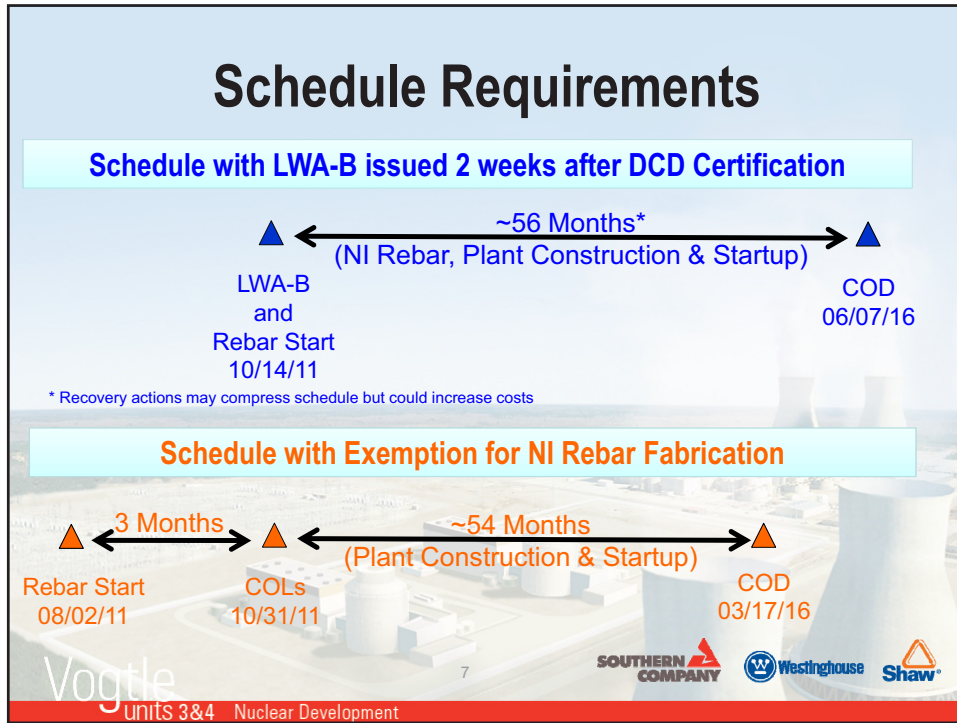 Schedule Requirements
Schedule with LWA-B issued 2 weeks after DCD Certification
~56 Months*
(NI Rebar, Plant Construction & Startup)
LWA-B
and
Rebar Start
10/14/11
COD
06/07/16
* Recovery actions may compress schedule but could increase costs
Schedule with Exemption for NI Rebar Fabrication
3 Months
~54 Months
(Plant Construction & Startup)
Rebar Start
08/02/11
COLs
10/31/11
COD
03/17/16
Vogtle
units 3&4 Nuclear Development
7
SOUTHERN
COMPANY
W Westinghouse
Shaw®